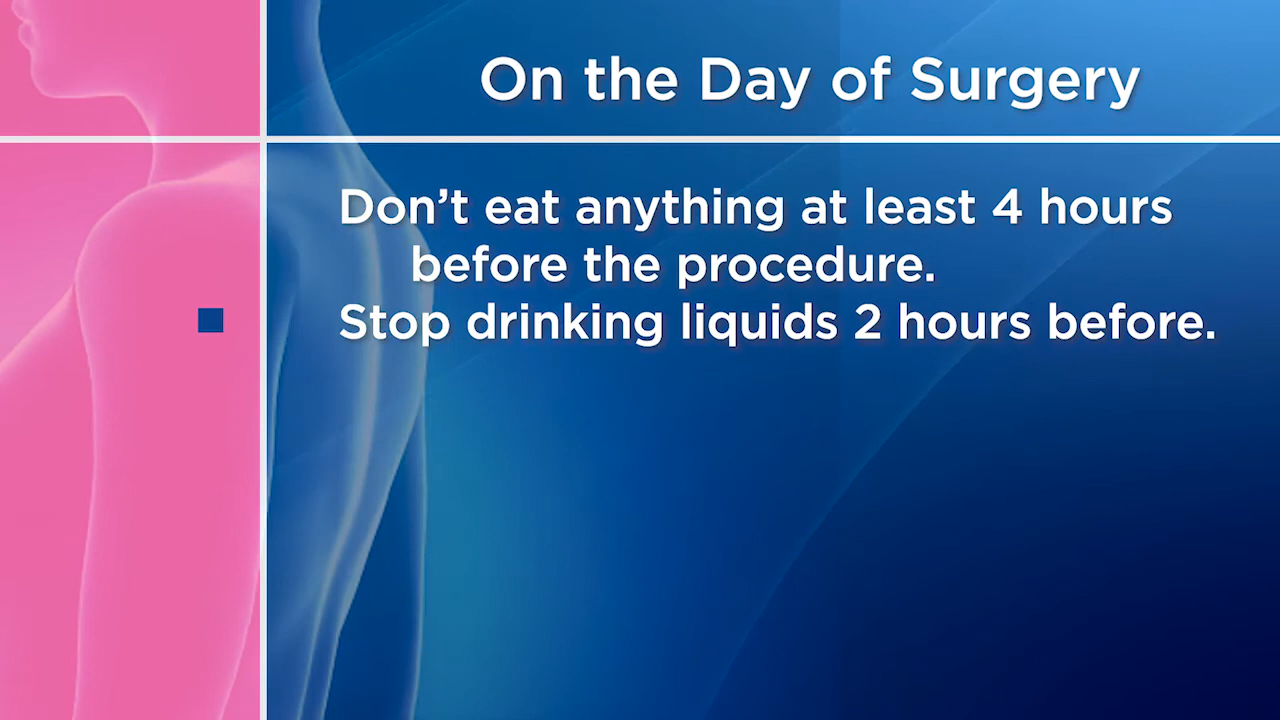 On the Day of Surgery
Don’t eat anything at least 4 hours
before the procedure.
Stop drinking liquids 2 hours before.